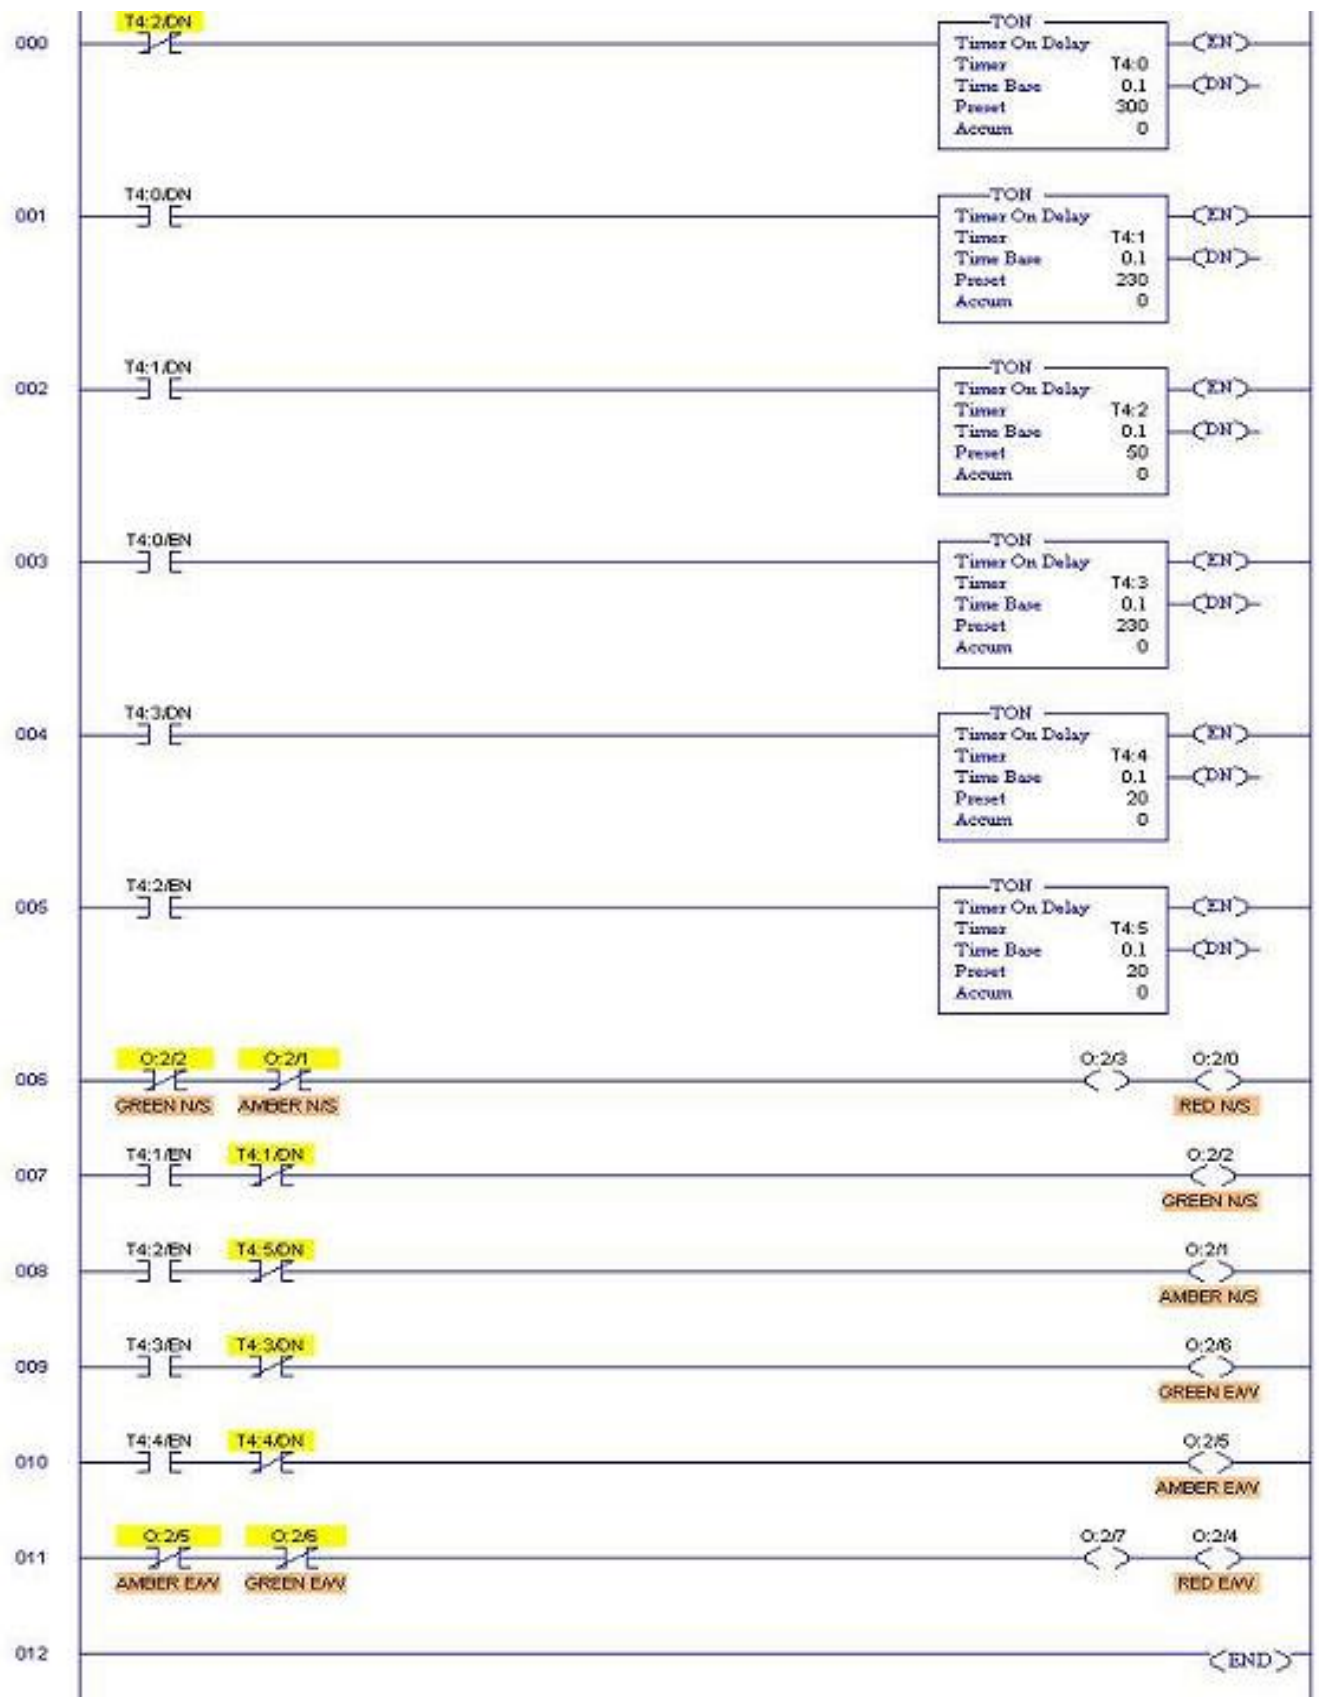 T4:2/DN
TON
000
Timer On Delay
(EN)
Timer T4:0
Time Base 0.1
(DN)
Preset 300
Accum 0
T4:0/DN
TON
001
Timer On Delay
(EN)
Timer T4:1
Time Base 0.1
(DN)
Preset 230
Accum 0
T4:1/DN
TON
002
Timer On Delay
(EN)
Timer T4:2
Time Base 0.1
(DN)
Preset 50
Accum 0
T4:0/EN
TON
003
Timer On Delay
(EN)
Timer T4:3
Time Base 0.1
(DN)
Preset 230
Accum 0
T4:3/DN
TON
004
Timer On Delay
(EN)
Timer T4:4
Time Base 0.1
(DN)
Preset 20
Accum 0
T4:2/EN
TON
005
Timer On Delay
(EN)
Timer T4:5
Time Base 0.1
(DN)
Preset 20
Accum 0
O:2/2 O:2/1 O:2/3 O:2/0
006
GREEN N/S AMBER N/S RED N/S
T4:1/EN T4:1/DN O:2/2
007
GREEN N/S
T4:2/EN T4:5/DN O:2/1
008
AMBER N/S
T4:3/EN T4:3/DN O:2/6
009
GREEN E/W
T4:4/EN T4:4/DN O:2/5
010
AMBER E/W
O:2/5 O:2/6 O:2/7 O:2/4
011
AMBER E/W GREEN E/W RED E/W
012
<END>